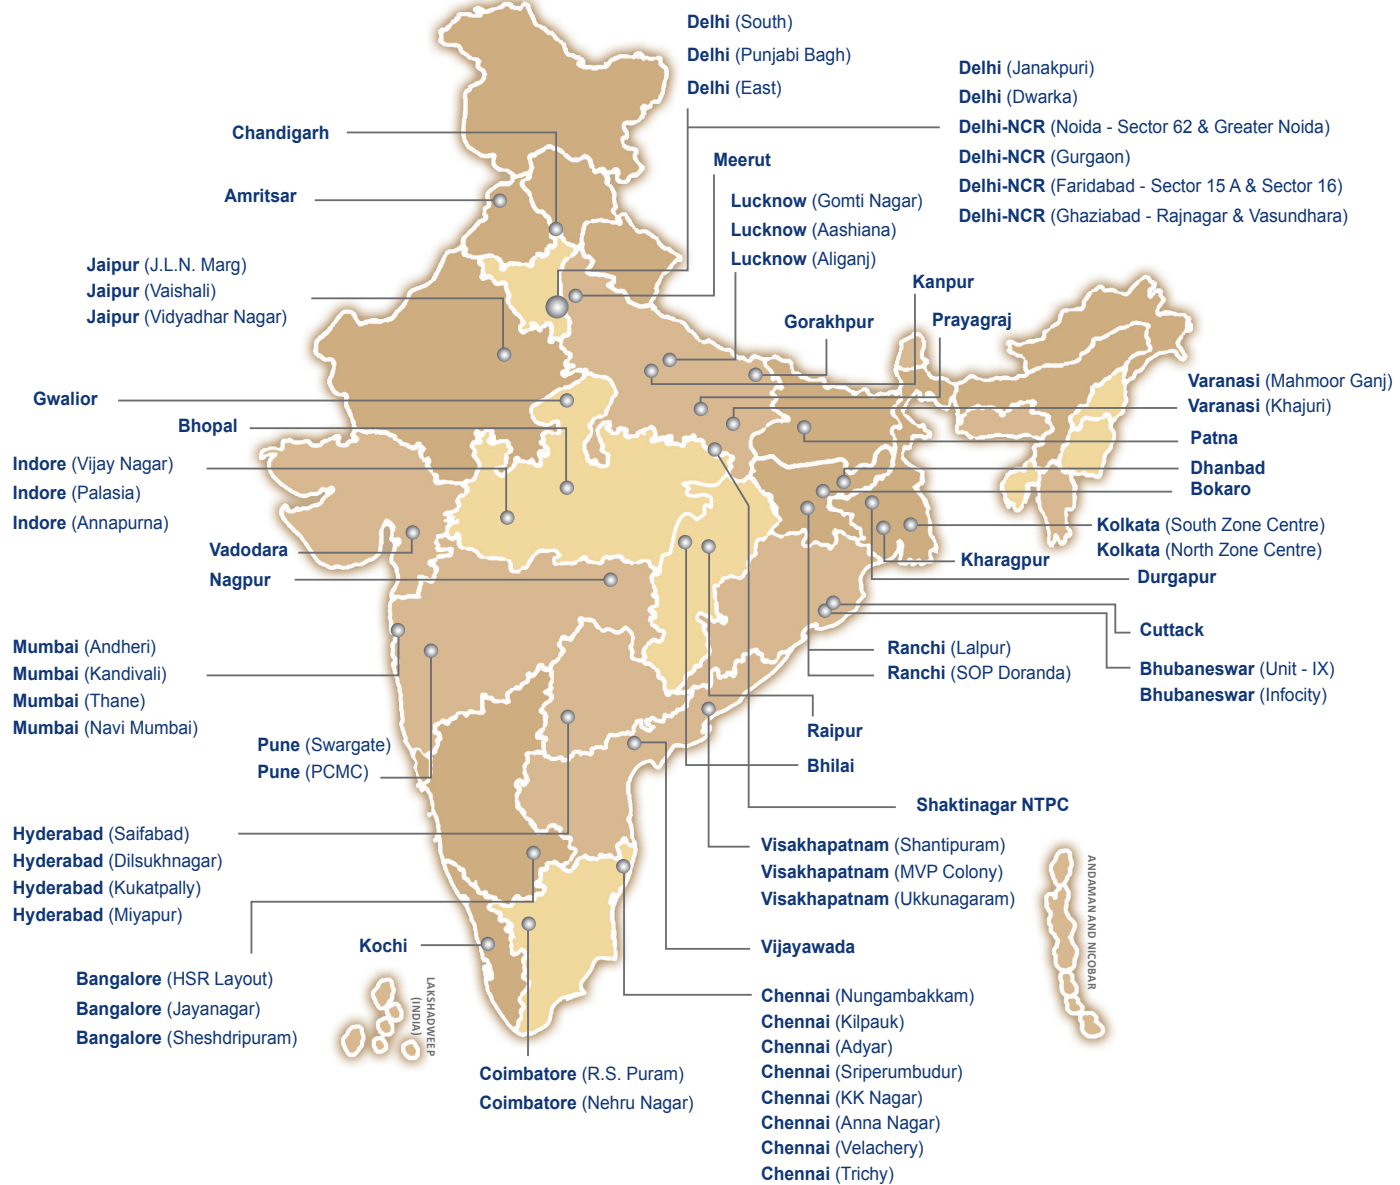 Delhi (South)
Delhi (Punjabi Bagh)
Delhi (East)
Delhi (Janakpuri)
Delhi (Dwarka)
Delhi-NCR (Noida - Sector 62 & Greater Noida)
Delhi-NCR (Gurgaon)
Delhi-NCR (Faridabad - Sector 15 A & Sector 16)
Delhi-NCR (Ghaziabad - Rajnagar & Vasundhara)
Chandigarh
Meerut
Amritsar
Lucknow (Gomti Nagar)
Lucknow (Aashiana)
Lucknow (Aliganj)
Jaipur (J.L.N. Marg)
Jaipur (Vaishali)
Jaipur (Vidyadhar Nagar)
Kanpur
Gorakhpur
Prayagraj
Gwalior
Bhopal
Varanasi (Mahmoor Ganj)
Varanasi (Khajuri)
Patna
Dhanbad
Bokaro
Indore (Vijay Nagar)
Indore (Palasia)
Indore (Annapurna)
Kolkata (South Zone Centre)
Kolkata (North Zone Centre)
Vadodara
Nagpur
Kharagpur
Durgapur
Cuttack
Mumbai (Andheri)
Mumbai (Kandivali)
Mumbai (Thane)
Mumbai (Navi Mumbai)
Ranchi (Lalpur)
Ranchi (SOP Doranda)
Bhubaneswar (Unit - IX)
Bhubaneswar (Infocity)
Raipur
Pune (Swargate)
Pune (PCMC)
Bhilai
Shaktinagar NTPC
Hyderabad (Saifabad)
Hyderabad (Dilsukhnagar)
Hyderabad (Kukatpally)
Hyderabad (Miyapur)
Visakhapatnam (Shantipuram)
Visakhapatnam (MVP Colony)
Visakhapatnam (Ukkunagaram)
ANDAMAN AND NICOBAR
Kochi
Vijayawada
Bangalore (HSR Layout)
Bangalore (Jayanagar)
Bangalore (Sheshdripuram)
LAKSHADWEEP
(INDIA)
Chennai (Nungambakkam)
Chennai (Kilpauk)
Chennai (Adyar)
Chennai (Sriperumbudur)
Chennai (KK Nagar)
Chennai (Anna Nagar)
Chennai (Velachery)
Chennai (Trichy)
Coimbatore (R.S. Puram)
Coimbatore (Nehru Nagar)